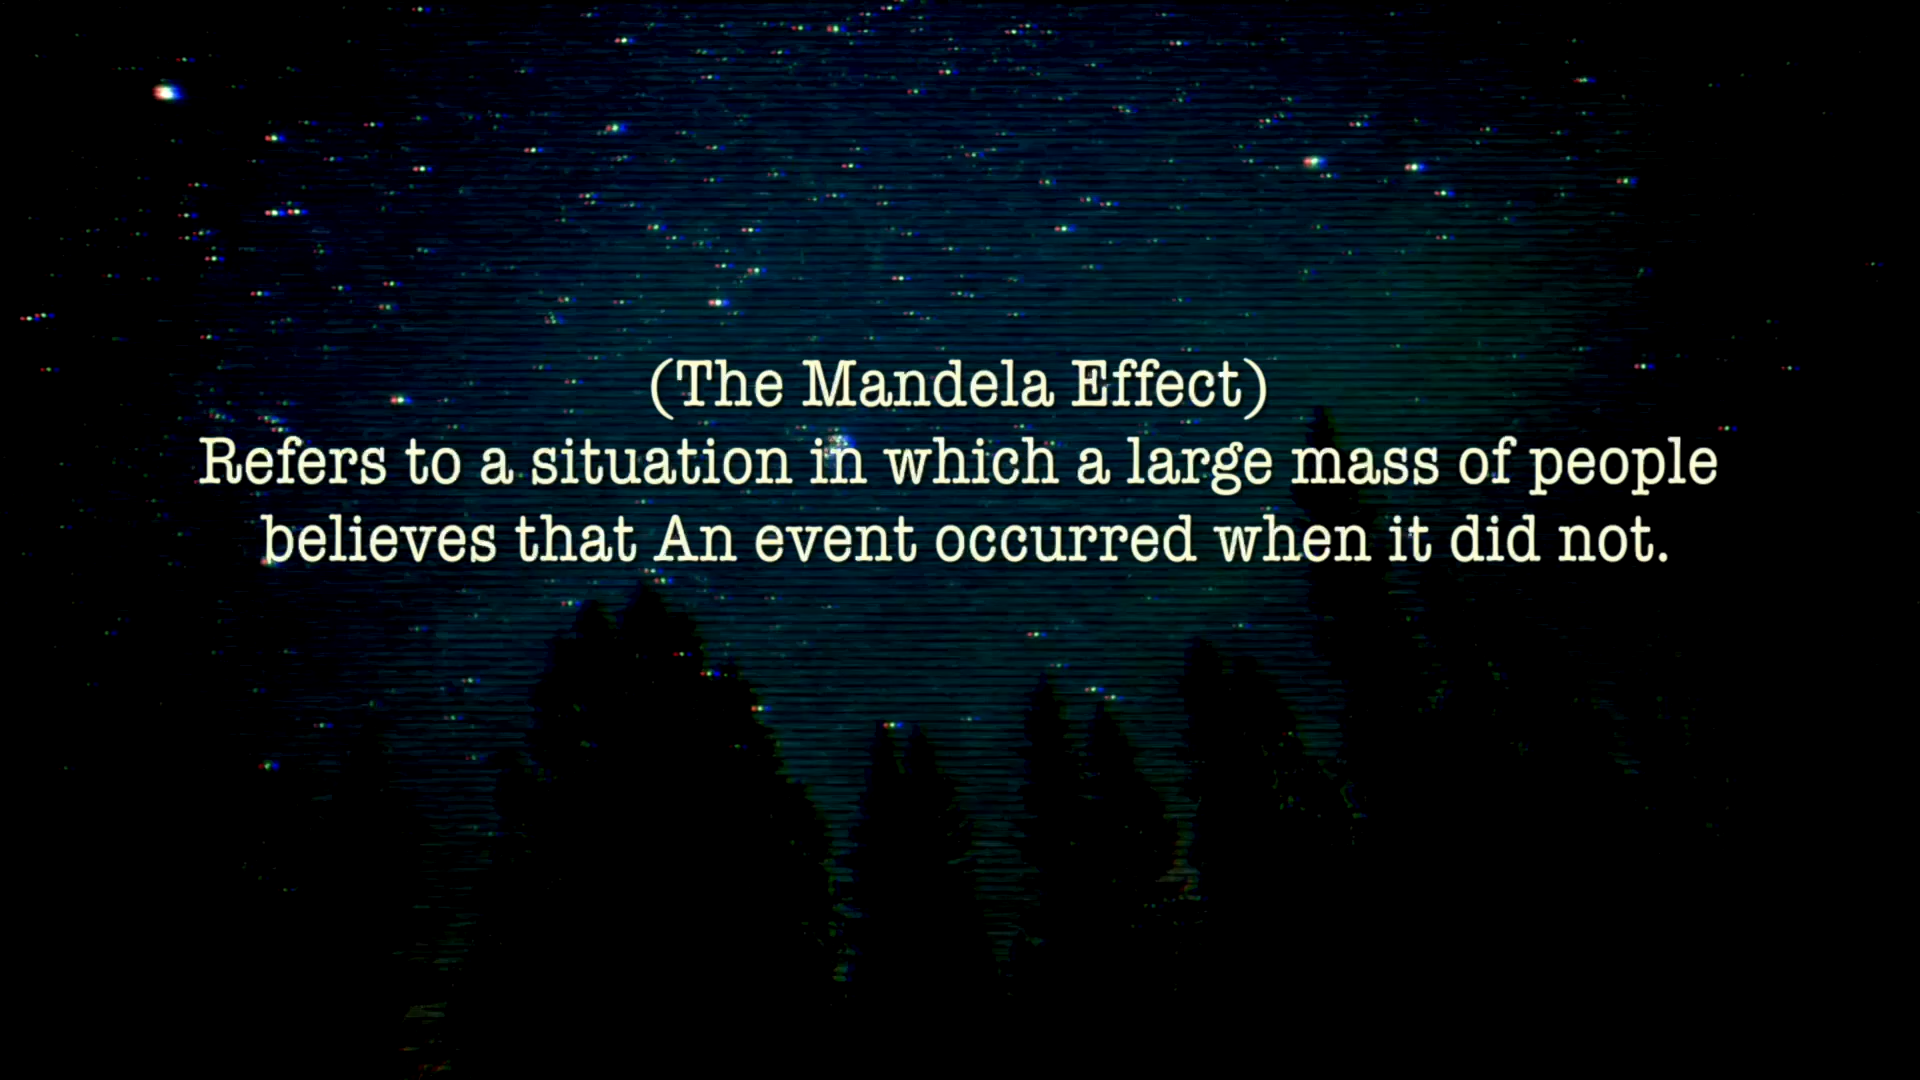 (The Mandela Effect)
Refers to a situation in which a large mass of people
believes that An event occurred when it did not.